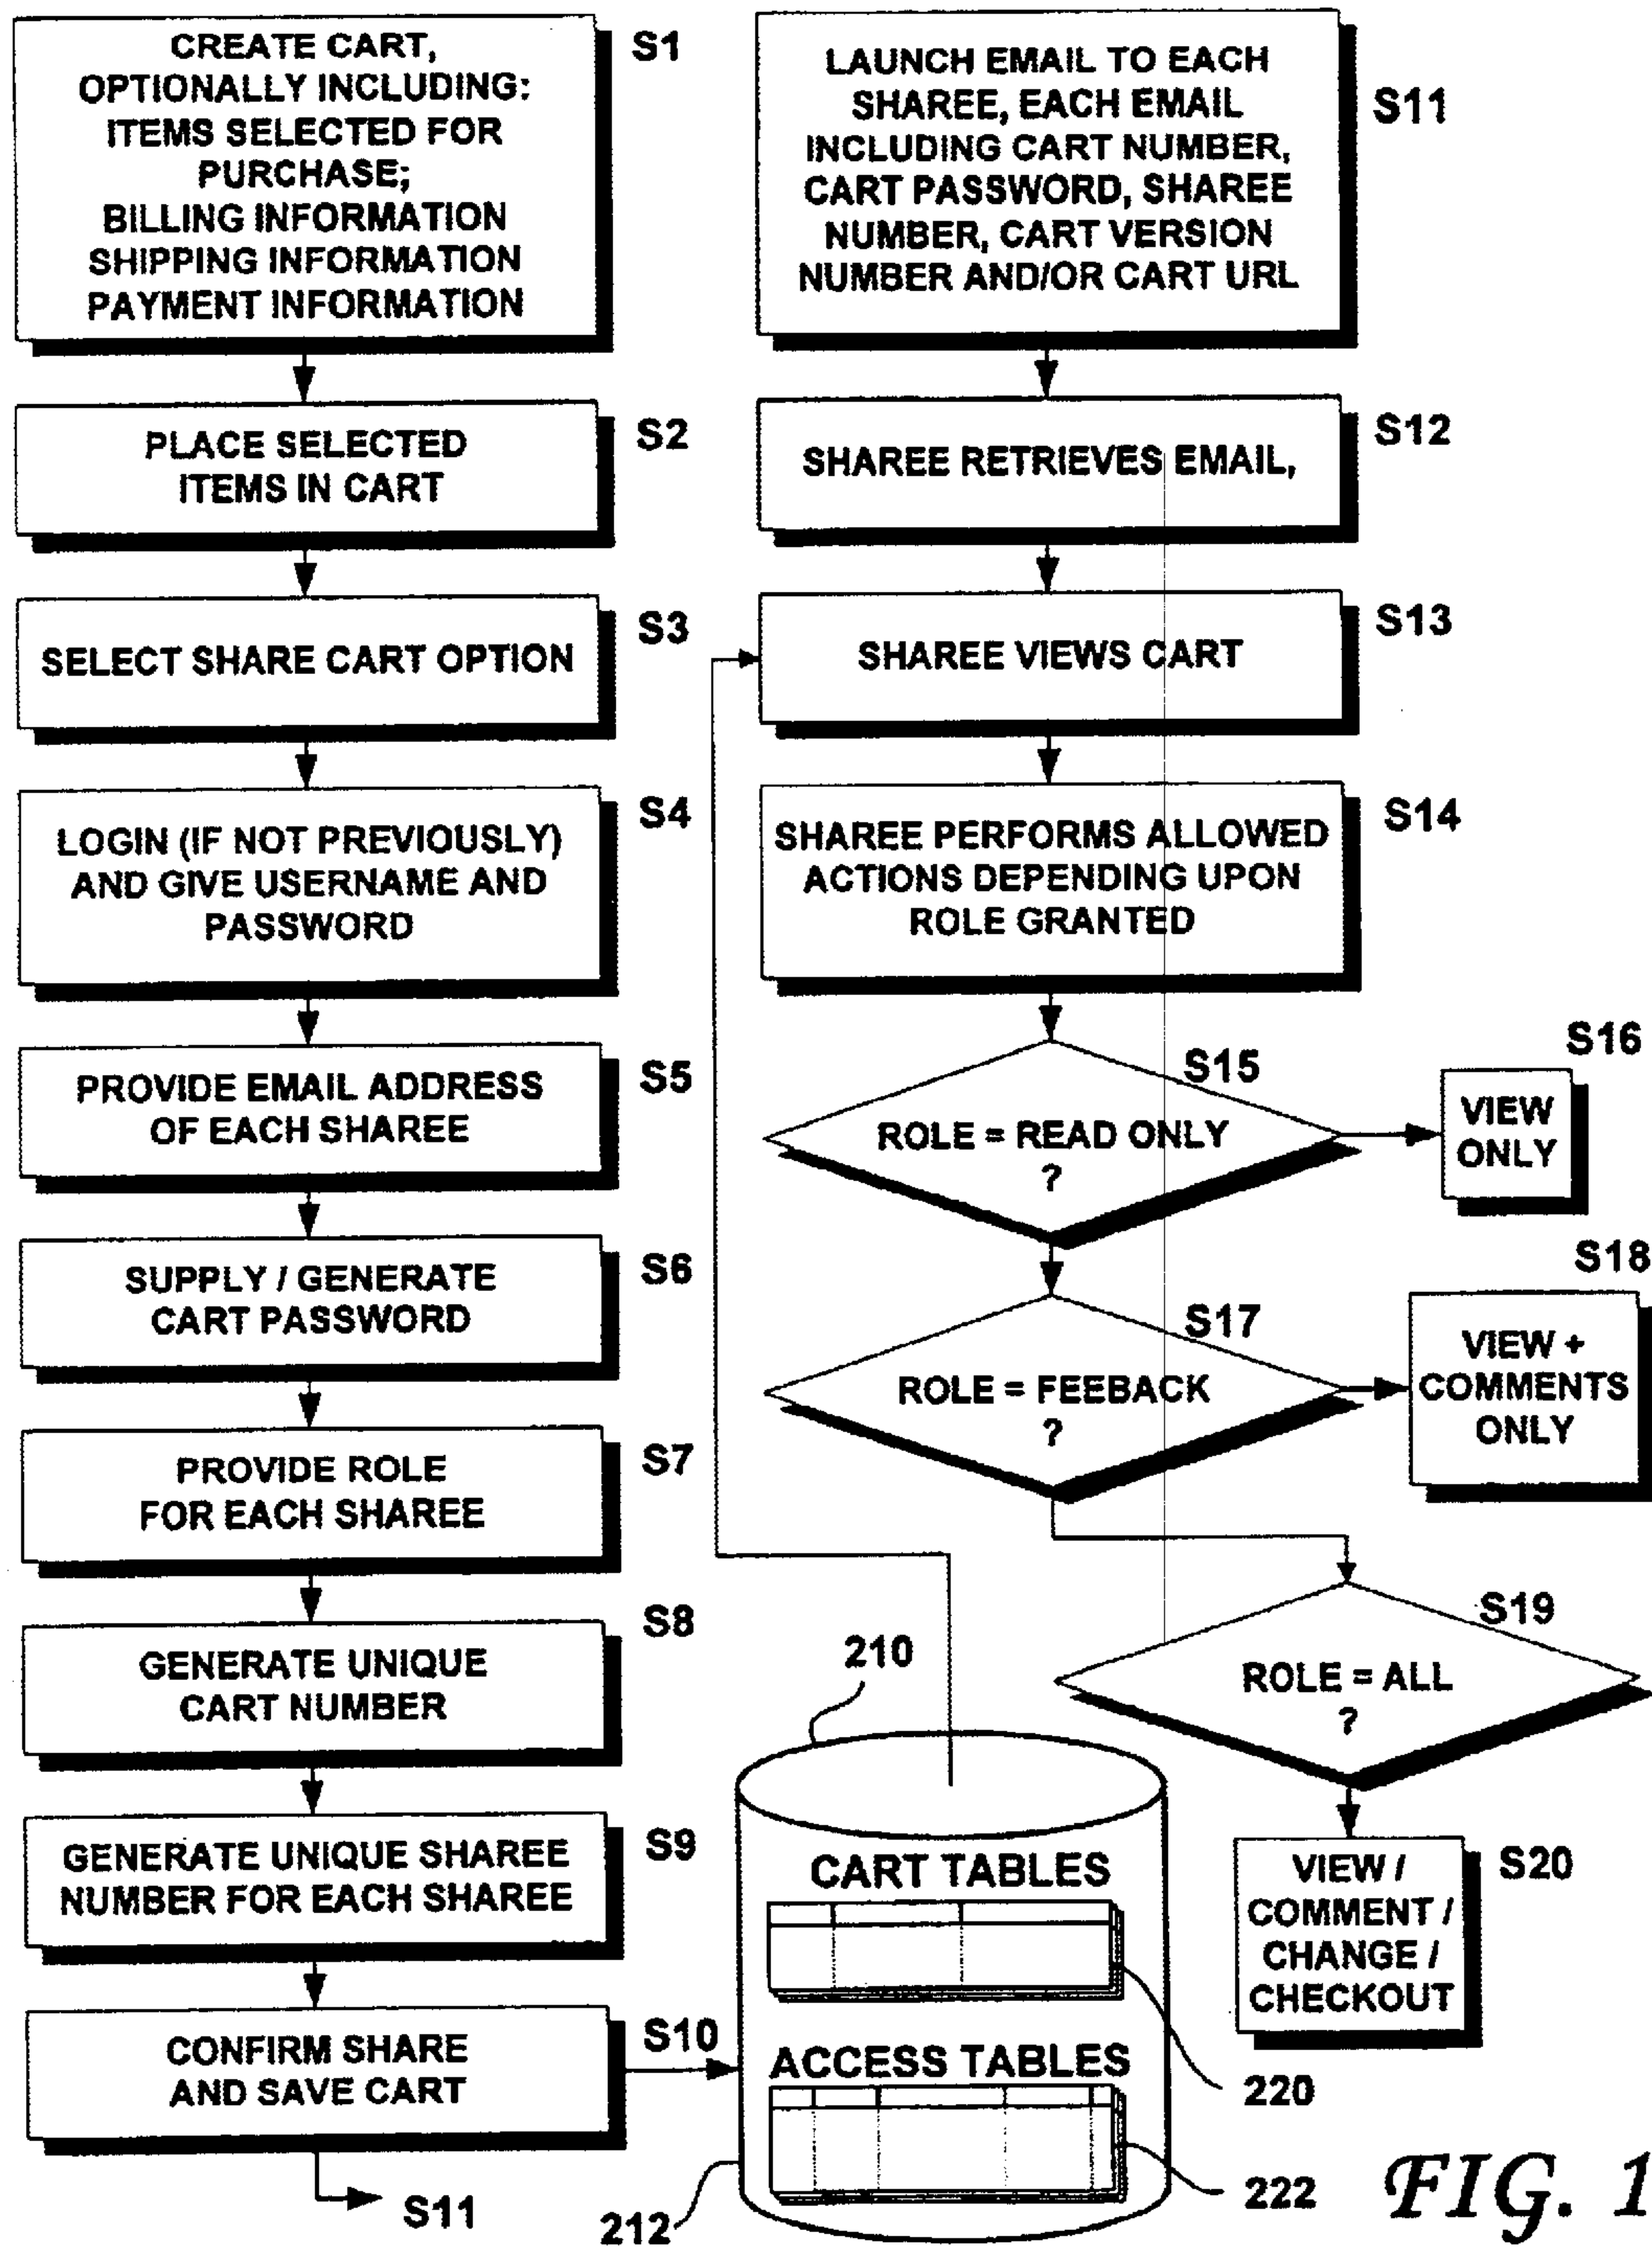 CREATE CART,
OPTIONALLY INCLUDING:
ITEMS SELECTED FOR
PURCHASE;
BILLING INFORMATION
SHIPPING INFORMATION
PAYMENT INFORMATION
S1
PLACE SELECTED
ITEMS IN CART
S2
SELECT SHARE CART OPTION
S3
LOGIN (IF NOT PREVIOUSLY)
AND GIVE USERNAME AND
PASSWORD
S4
PROVIDE EMAIL ADDRESS
OF EACH SHAREE
S5
SUPPLY / GENERATE
CART PASSWORD
S6
PROVIDE ROLE
FOR EACH SHAREE
S7
GENERATE UNIQUE
CART NUMBER
S8
GENERATE UNIQUE SHAREE
NUMBER FOR EACH SHAREE
S9
CONFIRM SHARE
AND SAVE CART
S10
S11
LAUNCH EMAIL TO EACH
SHAREE, EACH EMAIL
INCLUDING CART NUMBER,
CART PASSWORD, SHAREE
NUMBER, CART VERSION
NUMBER AND/OR CART URL
S11
SHAREE RETRIEVES EMAIL,
S12
SHAREE VIEWS CART
S13
SHAREE PERFORMS ALLOWED
ACTIONS DEPENDING UPON
ROLE GRANTED
S14
ROLE = READ ONLY
?
S15
VIEW
ONLY
S16
ROLE = FEEBACK
?
S17
VIEW +
COMMENTS
ONLY
S18
ROLE = ALL
?
S19
VIEW /
COMMENT /
CHANGE /
CHECKOUT
S20
210
CART TABLES
220
ACCESS TABLES
222
212
FIG. 1